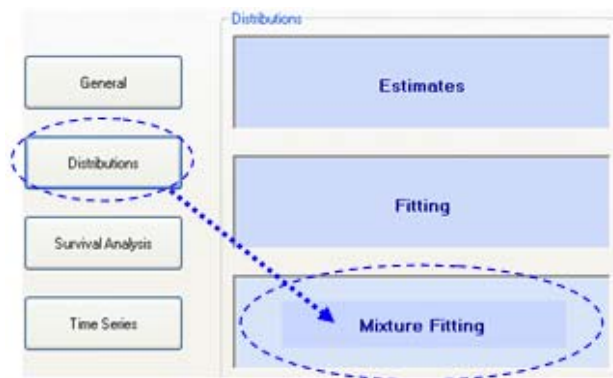 Distributions
General
Estimates
Distributions
Fitting
Survival Analysis
Time Series
Mixture Fitting